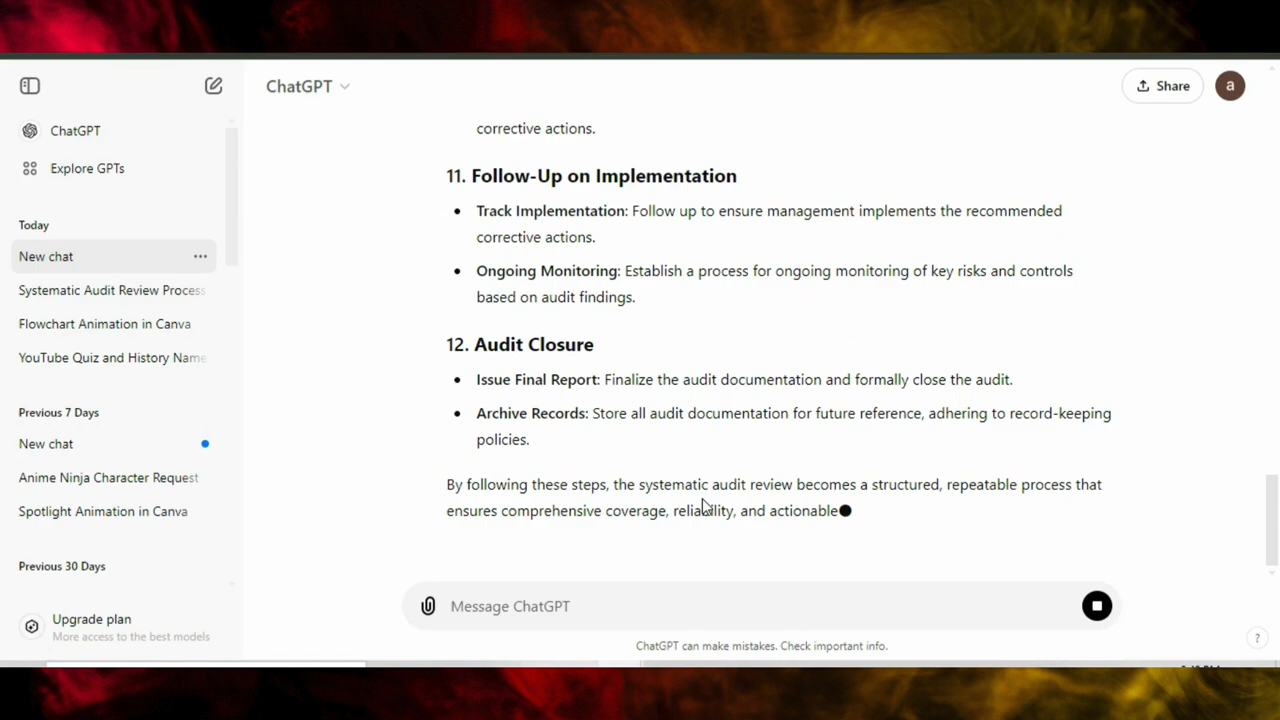 ChatGPT
Share
a
ChatGPT
Explore GPTs
Today
New chat
Systematic Audit Review Process
Flowchart Animation in Canva
YouTube Quiz and History Name
Previous 7 Days
New chat
Anime Ninja Character Request
Spotlight Animation in Canva
Previous 30 Days
Upgrade plan
More access to the best models
corrective actions.
11. Follow-Up on Implementation
Track Implementation: Follow up to ensure management implements the recommended
corrective actions.
Ongoing Monitoring: Establish a process for ongoing monitoring of key risks and controls
based on audit findings.
12. Audit Closure
Issue Final Report: Finalize the audit documentation and formally close the audit.
Archive Records: Store all audit documentation for future reference, adhering to record-keeping
policies.
By following these steps, the systematic audit review becomes a structured, repeatable process that
ensures comprehensive coverage, reliability, and actionable
Message ChatGPT
ChatGPT can make mistakes. Check important info.
?